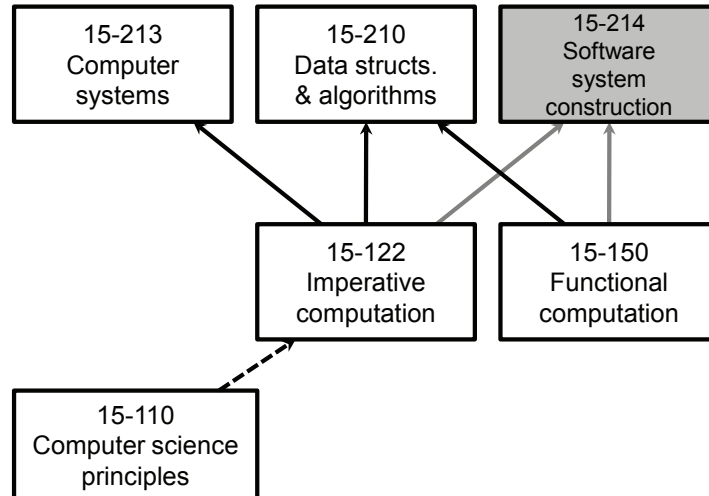 15-213
Computer
systems
15-210
Data structs.
& algorithms
15-214
Software
system
construction
15-122
Imperative
computation
15-150
Functional
computation
15-110
Computer science
principles